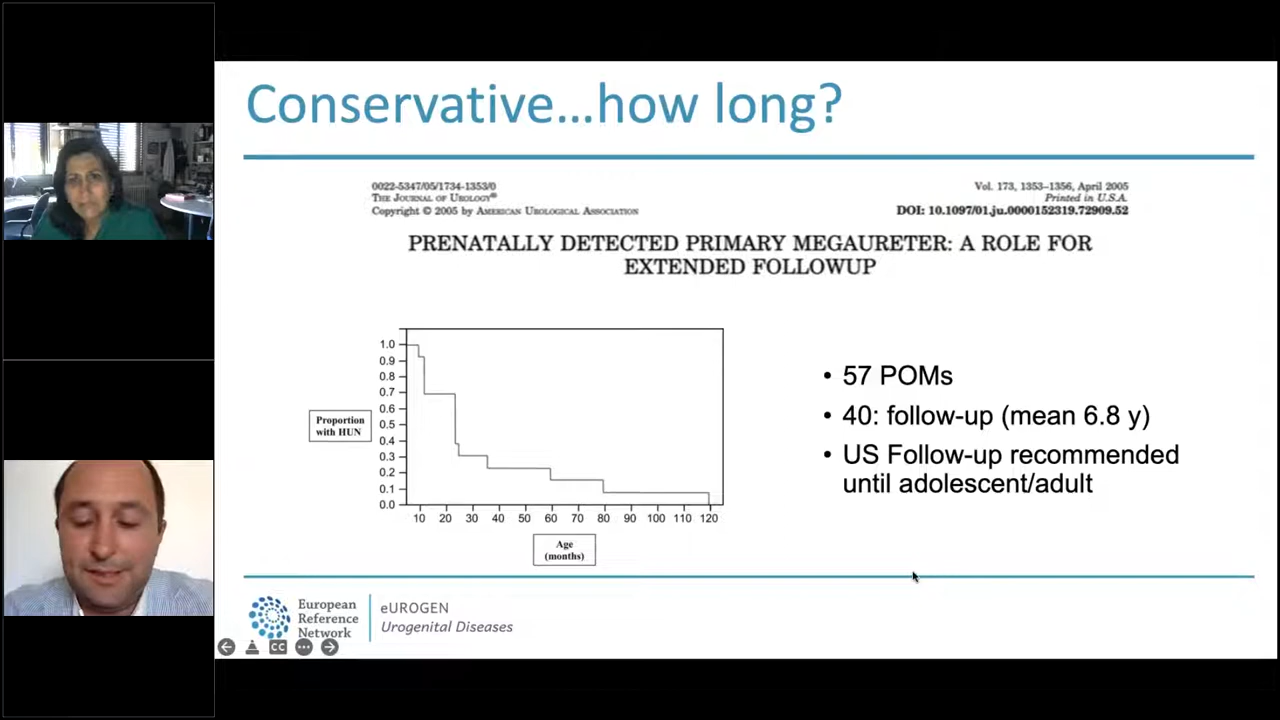 Conservative...how long?
0022-5347/05/1734-1353/0
THE JOURNAL OF UROLOGY®
Copyright © 2005 by AMERICAN UROLOGICAL ASSOCIATION
Vol. 173, 1353–1356, April 2005
Printed in U.S.A.
DOI: 10.1097/01.ju.0000152319.72909.52
PRENATALLY DETECTED PRIMARY MEGAURETER: A ROLE FOR
EXTENDED FOLLOWUP
Proportion
with HUN
1.0
0.9
0.8
0.7
0.6
0.5
0.4
0.3
0.2
0.1
0.0
10 20 30 40 50 60 70 80 90 100 110 120
Age
(months)
• 57 POMs
• 40: follow-up (mean 6.8 y)
• US Follow-up recommended
until adolescent/adult
European
Reference
Network
eUROGEN
Urogenital Diseases
CC